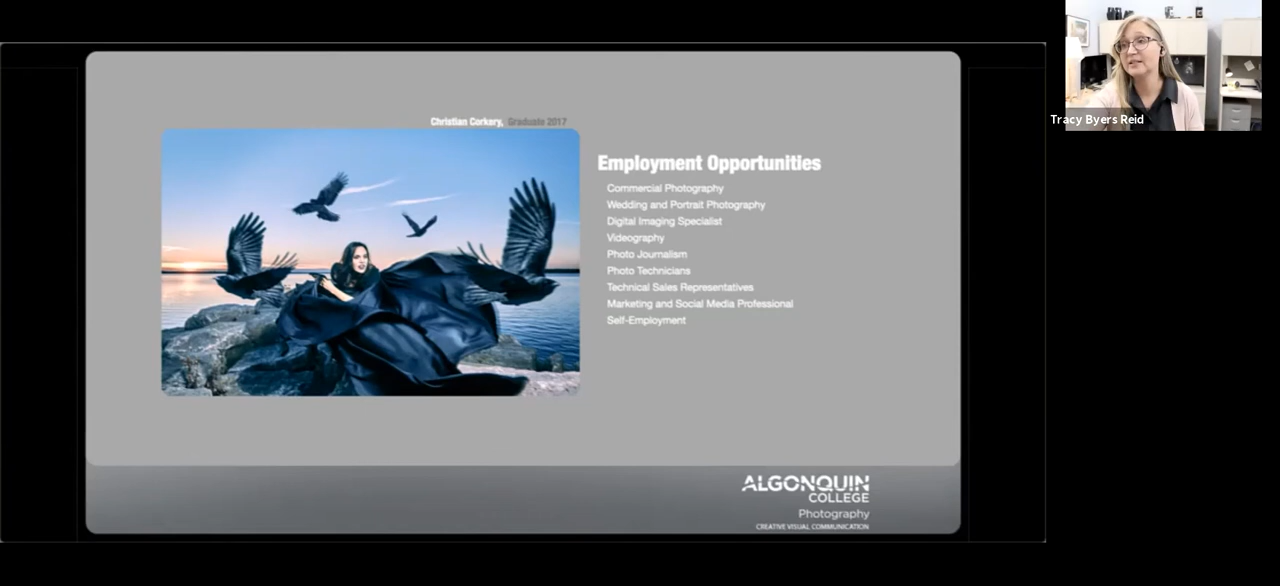 Christian Corkery, Graduate 2017
Employment Opportunities
Commercial Photography
Wedding and Portrait Photography
Digital Imaging Specialist
Videography
Photo Journalism
Photo Technicians
Technical Sales Representatives
Marketing and Social Media Professional
Self-Employment
ALGONQUIN
COLLEGE
Photography
CREATIVE VISUAL COMMUNICATION
Tracy Byers Reid